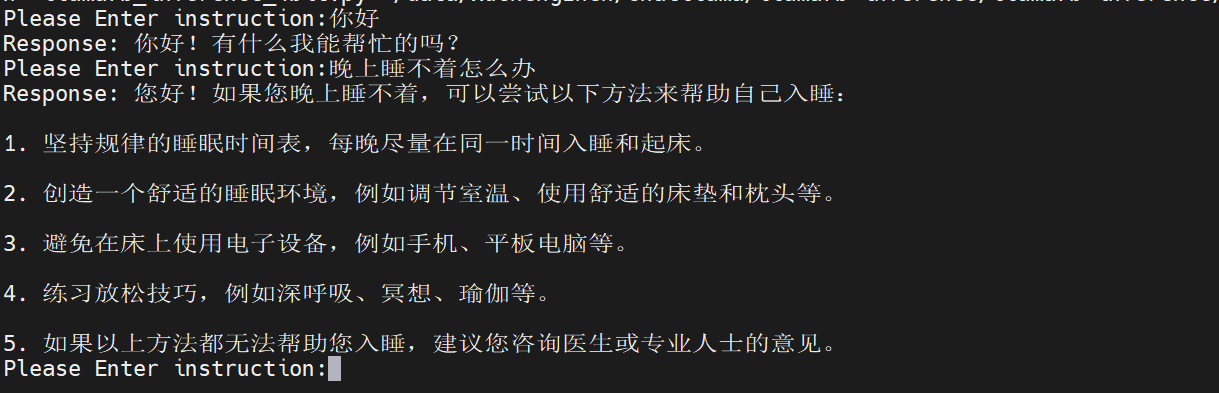 Please Enter instruction:你好
Response: 你好！有什么我能帮忙的吗？
Please Enter instruction:晚上睡不着怎么办
Response: 您好！如果您晚上睡不着，可以尝试以下方法来帮助自己入睡：
1. 坚持规律的睡眠时间表，每晚尽量在同一时间入睡和起床。
2. 创造一个舒适的睡眠环境，例如调节室温、使用舒适的床垫和枕头等。
3. 避免在床上使用电子设备，例如手机、平板电脑等。
4. 练习放松技巧，例如深呼吸、冥想、瑜伽等。
5. 如果以上方法都无法帮助您入睡，建议您咨询医生或专业人士的意见。
Please Enter instruction: